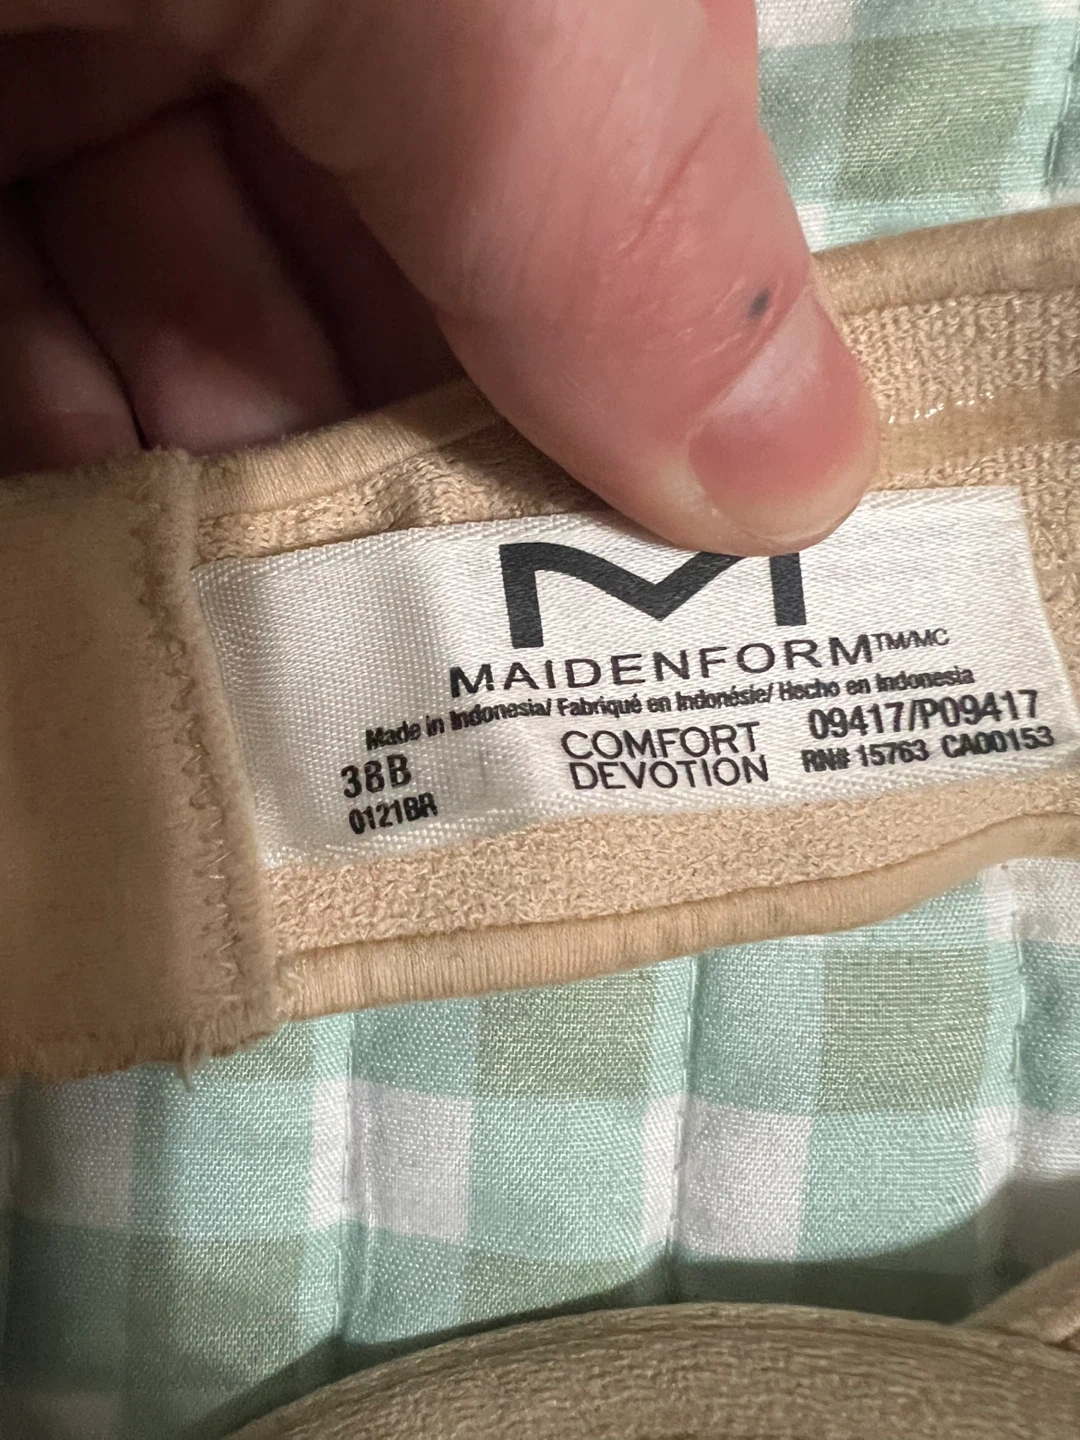 M
MAIDENFORM™/MC
Made in Indonesia/ Fabriqué en Indonésie/ Hecho en Indonesia
38B
0121BR
COMFORT
DEVOTION
09417/P09417
RN# 15763 CA00153